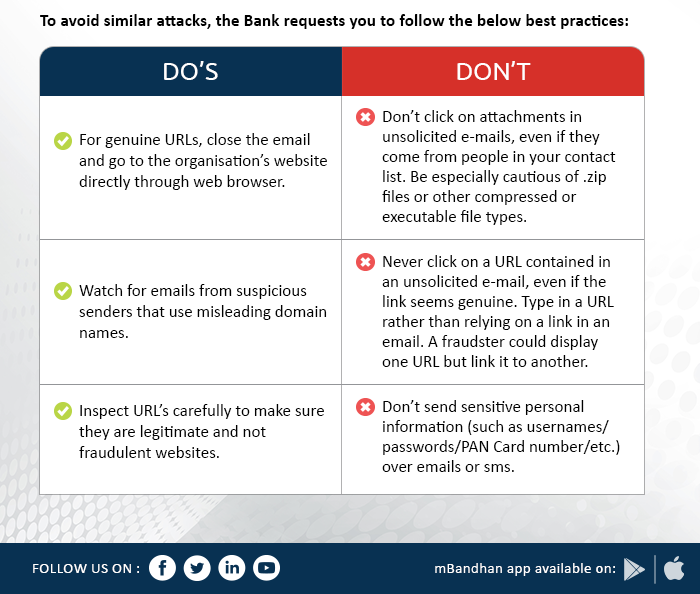 To avoid similar attacks, the Bank requests you to follow the below best practices:
DO'S
DON'T
For genuine URLs, close the email
and go to the organisation's website
directly through web browser.
Don't click on attachments in
unsolicited e-mails, even if they
come from people in your contact
list. Be especially cautious of .zip
files or other compressed or
executable file types.
Watch for emails from suspicious
senders that use misleading domain
names.
Never click on a URL contained in
an unsolicited e-mail, even if the
link seems genuine. Type in a URL
rather than relying on a link in an
email. A fraudster could display
one URL but link it to another.
Inspect URL's carefully to make sure
they are legitimate and not
fraudulent websites.
Don't send sensitive personal
information (such as usernames/
passwords/PAN Card number/etc.)
over emails or sms.
FOLLOW US ON :
mBandhan app available on: